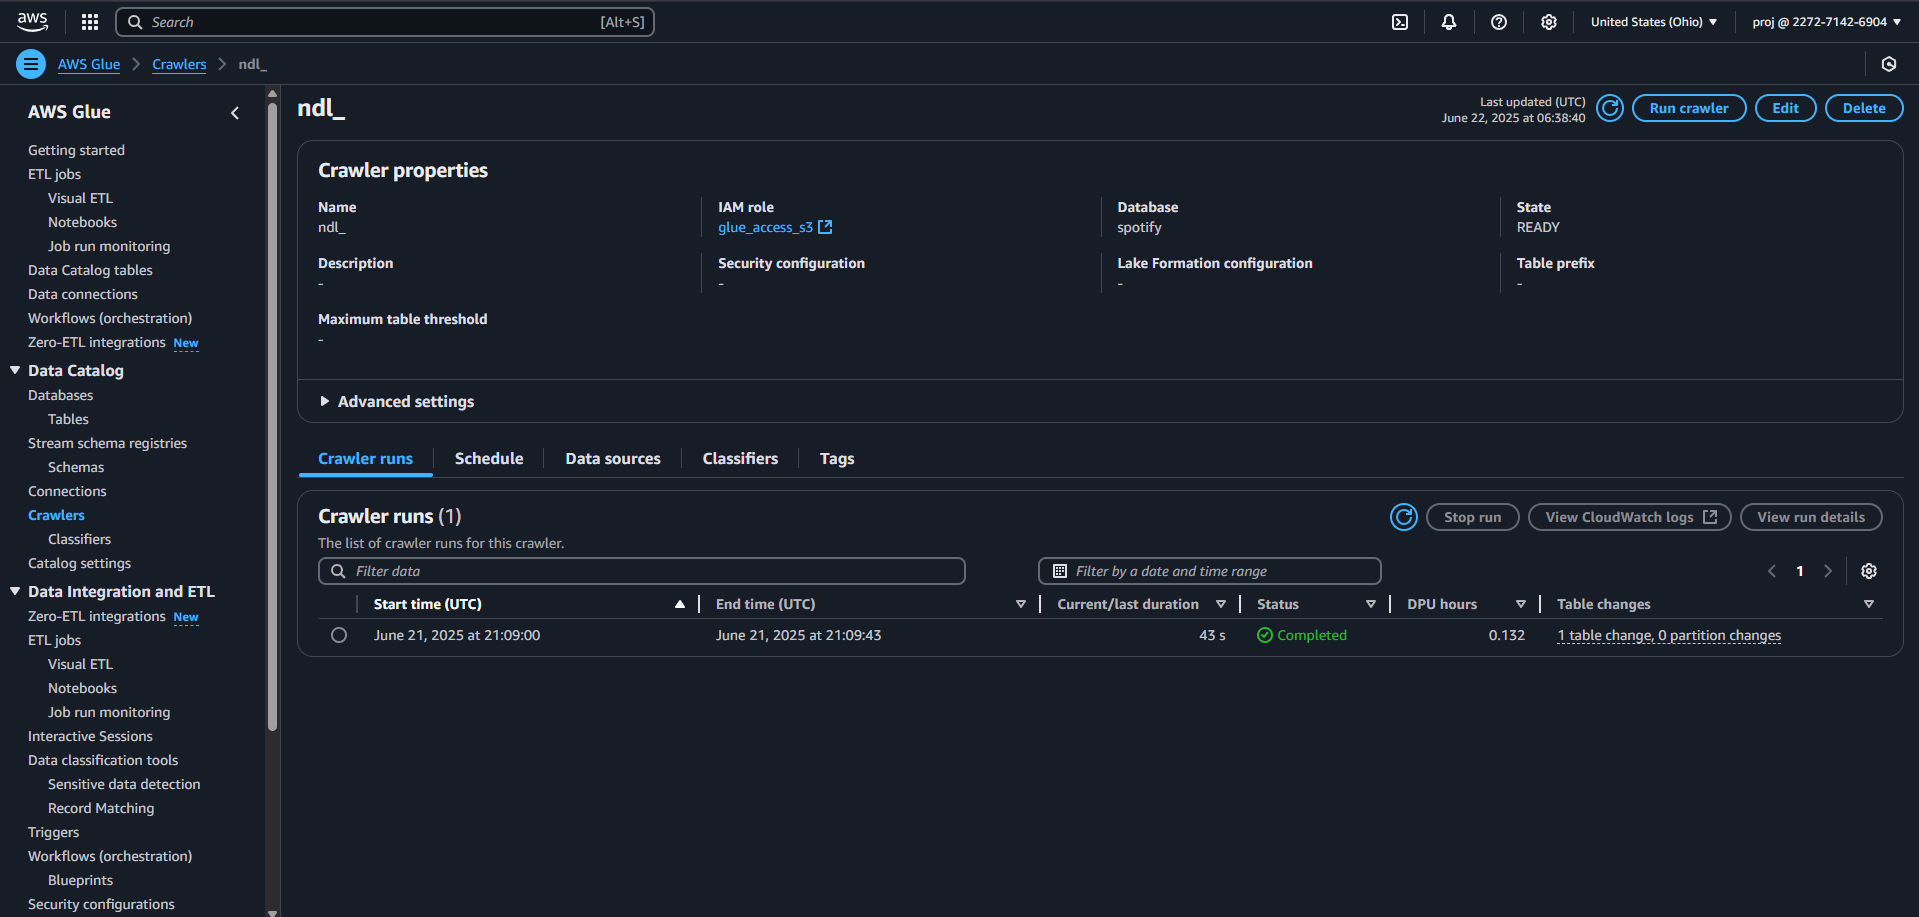 aws
Search [Alt+S]
United States (Ohio)
proj @ 2272-7142-6904
AWS Glue
Crawlers
ndl_
AWS Glue
Getting started
ETL jobs
Visual ETL
Notebooks
Job run monitoring
Data Catalog tables
Data connections
Workflows (orchestration)
Zero-ETL integrations New
Data Catalog
Databases
Tables
Stream schema registries
Schemas
Connections
Crawlers
Classifiers
Catalog settings
Data Integration and ETL
Zero-ETL integrations New
ETL jobs
Visual ETL
Notebooks
Job run monitoring
Interactive Sessions
Data classification tools
Sensitive data detection
Record Matching
Triggers
Workflows (orchestration)
Blueprints
Security configurations
ndl_
Last updated (UTC)
June 22, 2025 at 06:38:40
Run crawler
Edit
Delete
Crawler properties
Name
ndl_
IAM role
glue_access_s3
Database
spotify
State
READY
Description
-
Security configuration
-
Lake Formation configuration
-
Table prefix
-
Maximum table threshold
-
Advanced settings
Crawler runs
Schedule
Data sources
Classifiers
Tags
Crawler runs (1)
The list of crawler runs for this crawler.
Stop run
View CloudWatch logs
View run details
Filter data
Filter by a date and time range
1
Start time (UTC) End time (UTC) Current/last duration Status DPU hours Table changes
June 21, 2025 at 21:09:00 June 21, 2025 at 21:09:43 43 s Completed 0.132 1 table change, 0 partition changes